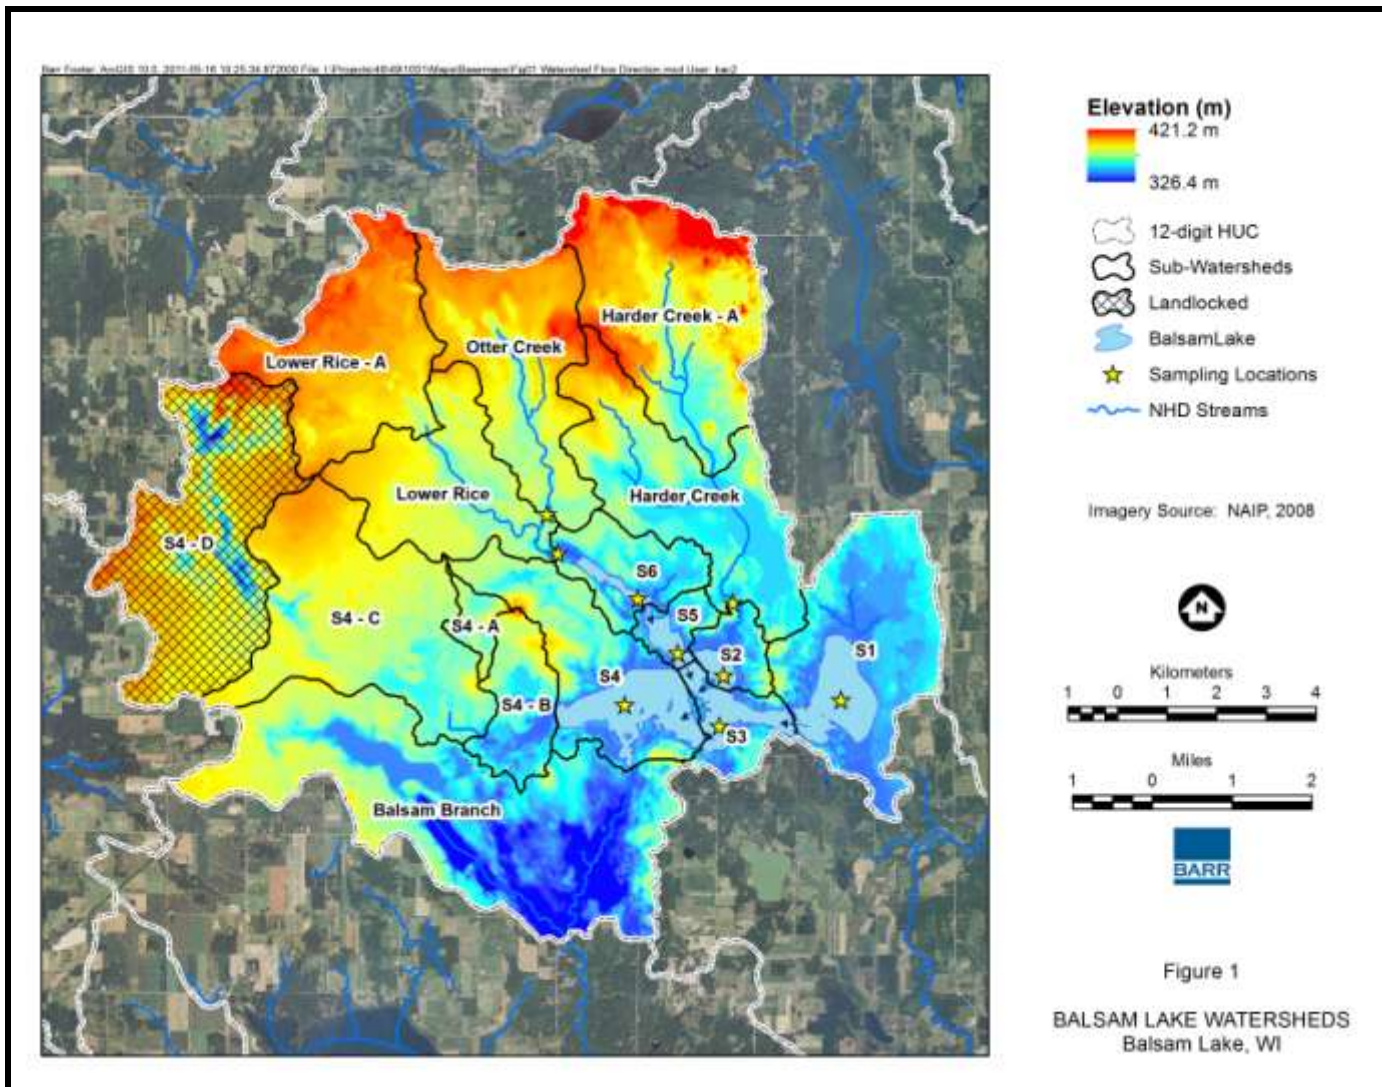 Elevation (m)
421.2 m
326.4 m
12-digit HUC
Sub-Watersheds
Landlocked
BalsamLake
Sampling Locations
NHD Streams
Imagery Source: NAIP, 2008
N
Kilometers
1 0 1 2 3 4
Miles
1 0 1 2
BARR
Figure 1
BALSAM LAKE WATERSHEDS
Balsam Lake, WI
Harder Creek - A
Otter Creek
Lower Rice - A
Lower Rice
Harder Creek
S4 - D
S6
S4 - C
S4 - A
S5
S2
S1
S4
S4 - B
S3
Balsam Branch